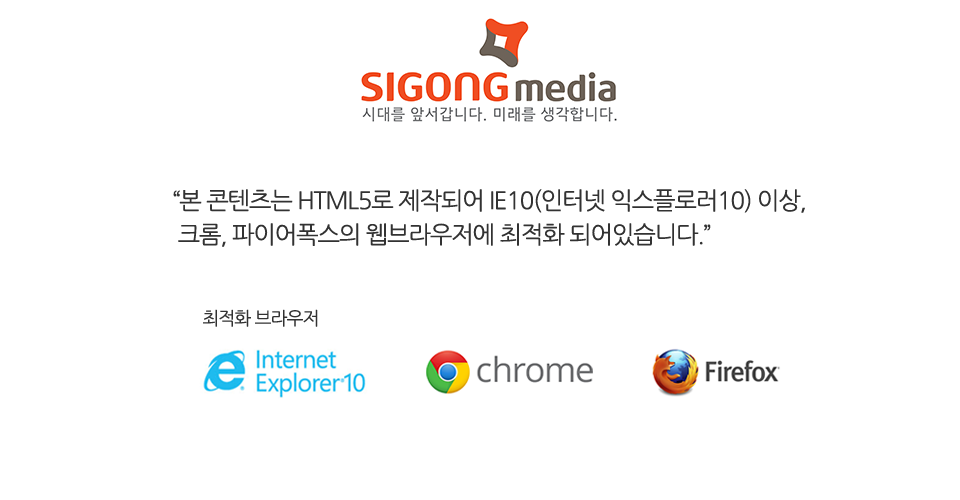 SIGONG media
시대를 앞서갑니다. 미래를 생각합니다.
“본 콘텐츠는 HTML5로 제작되어 IE10(인터넷 익스플로러10) 이상,
크롬, 파이어폭스의 웹브라우저에 최적화 되어있습니다.”
최적화 브라우저
Internet
Explorer®10
chrome
Firefox®